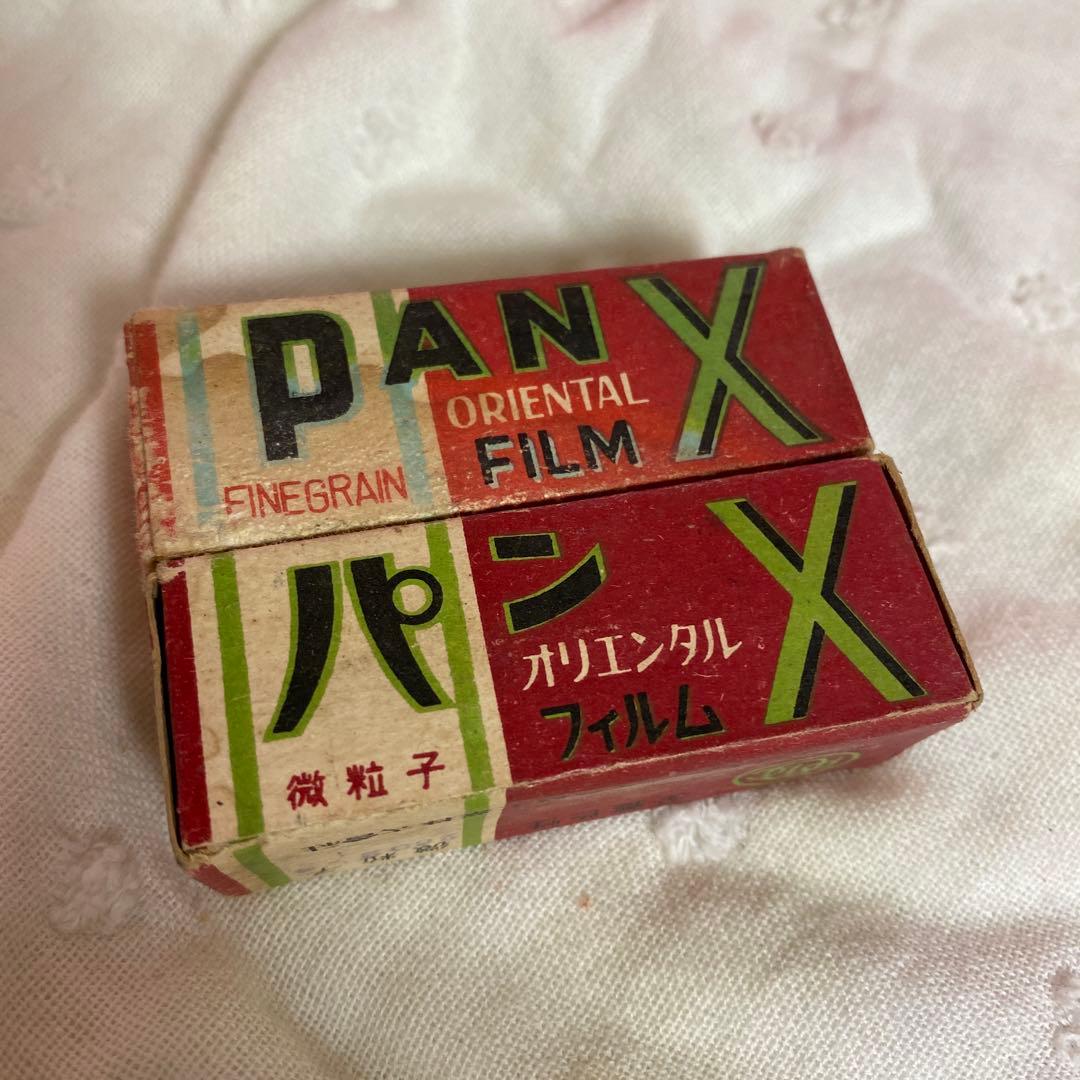 PAN X
ORIENTAL
FILM
FINEGRAIN
パン X
オリエンタル
フィルム
微粒子